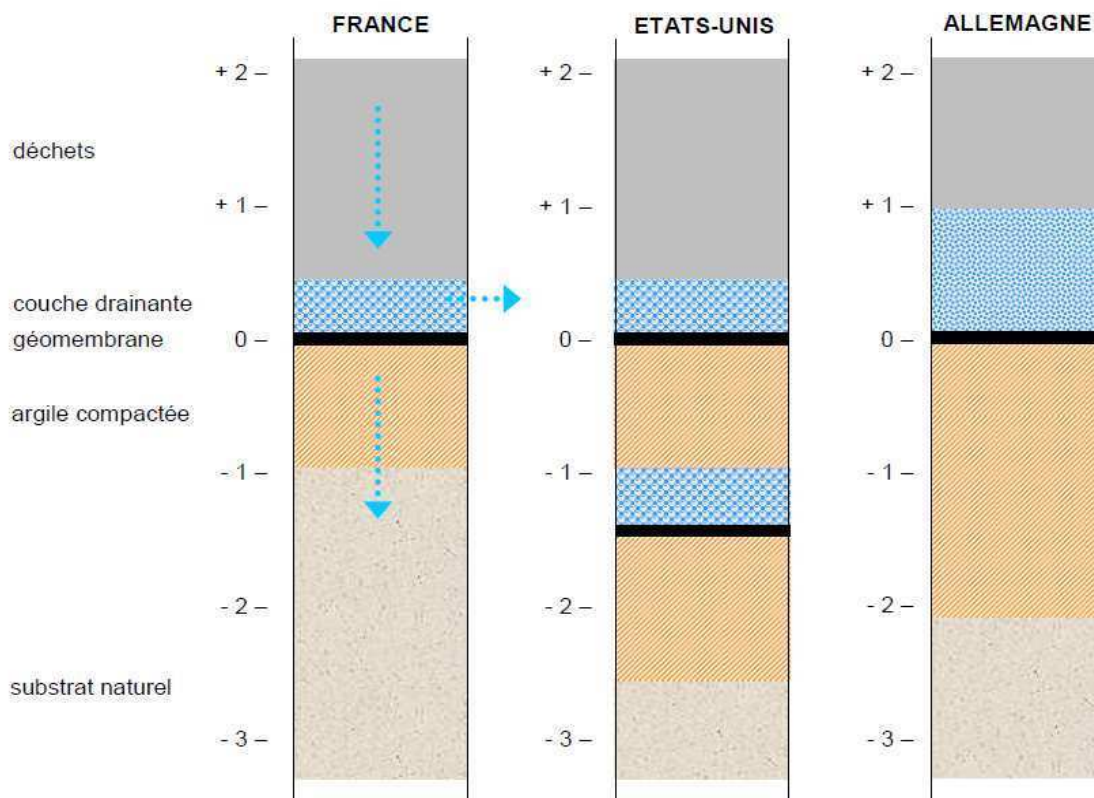 FRANCE ETATS-UNIS ALLEMAGNE
+ 2 – + 2 – + 2 –
déchets
+ 1 – + 1 – + 1 –
couche drainante
géomembrane 0 – 0 – 0 –
argile compactée
- 1 – - 1 – - 1 –
- 2 – - 2 – - 2 –
substrat naturel
- 3 – - 3 – - 3 –